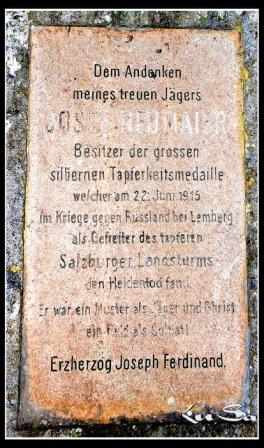 Dem Andenken
meines treuen Jägers
JOSEF NEUMAIER
Besitzer der grossen
silbernen Tapferkeitsmedaille
welcher am 22. Juni 1915
im Kriege gegen Russland bei Lemberg
als Gefreiter des tapferen
Salzburger Landsturms
den Heldentod fand.
Er war ein Muster als Jäger und Christ
ein Held als Soldat!
Erzherzog Joseph Ferdinand.